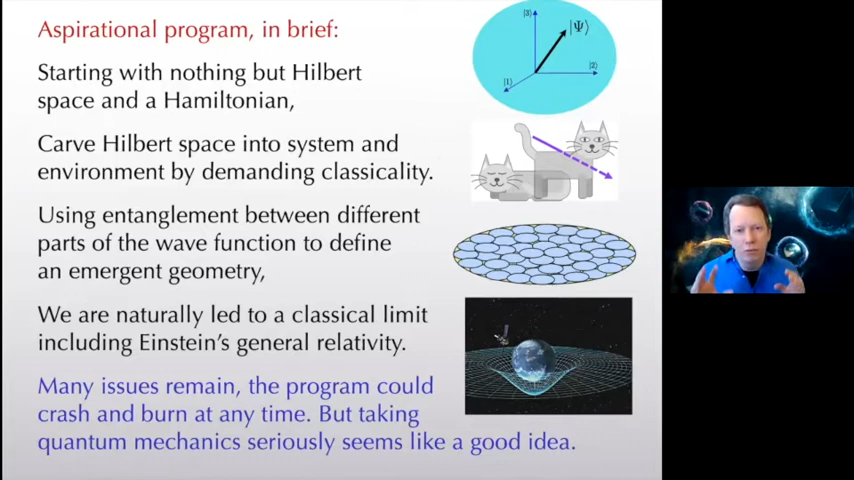 Aspirational program, in brief:
Starting with nothing but Hilbert
space and a Hamiltonian,
Carve Hilbert space into system and
environment by demanding classicality.
Using entanglement between different
parts of the wave function to define
an emergent geometry,
We are naturally led to a classical limit
including Einstein's general relativity.
Many issues remain, the program could
crash and burn at any time. But taking
quantum mechanics seriously seems like a good idea.
|3⟩
|Ψ⟩
|2⟩
|1⟩